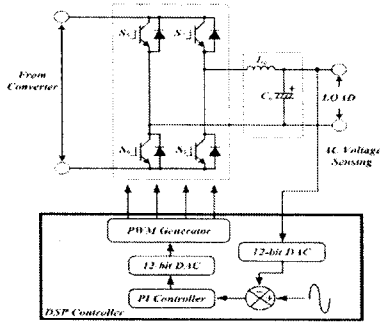 From
Converter
LOAD
AC Voltage
Sensing
PWM Generator
12-bit DAC
12-bit DAC
PI Controller
DSP Controller